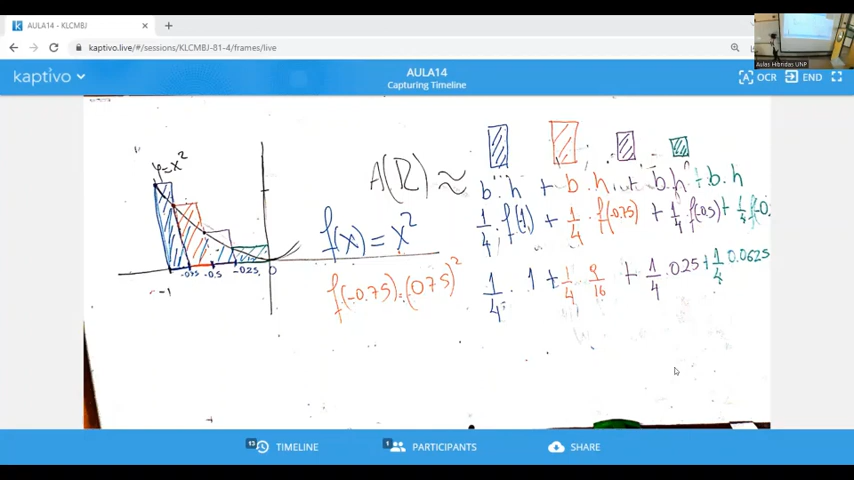 AULA14 - KLCMBJ
kaptivo.live/#/sessions/KLCMBJ-81-4/frames/live
Aulas Híbridas UNP
kaptivo
AULA14
Capturing Timeline
OCR
END
y=x²
A(R) ≈
b.h + b.h + b.h + b.h
f(x) = x²
1/4 · f(1) + 1/4 · f(-0.75) + 1/4 f(-0.5) + 1/4 f(-0.
-0.75 -0.5 -0.25 0
-1
f(-0.75) = (0.75)²
1/4 · 1 + 1/4 · 9/16 + 1/4 · 0.25 + 1/4 0.0625
13 TIMELINE
1 PARTICIPANTS
SHARE